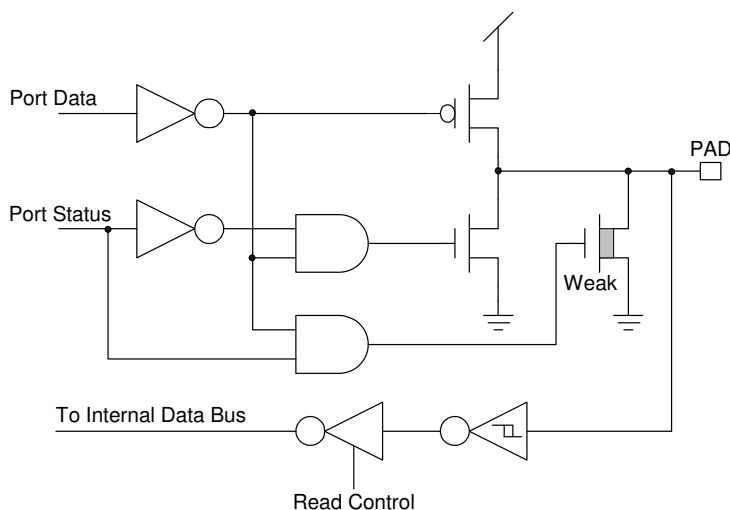 Port Data
PAD
Port Status
Weak
To Internal Data Bus
Read Control